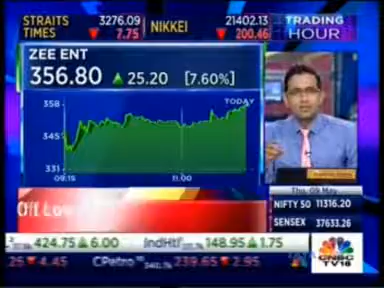 STRAITS TIMES 3276.09 ▼ 7.75
NIKKEI 21402.13 ▼ 200.46
TRADING HOUR
ZEE ENT
356.80 ▲ 25.20 [7.60%]
TODAY
358
345
331
09:15 11:00
Thu, 09 May
NIFTY 50 11316.20
SENSEX 37633.26
Off Low
424.75 ▲ 6.00 IndHtl 148.95 ▲ 1.75
25 ▼ 4.45 CPetro 239.65 ▼ 2.95
CNBC
TV18